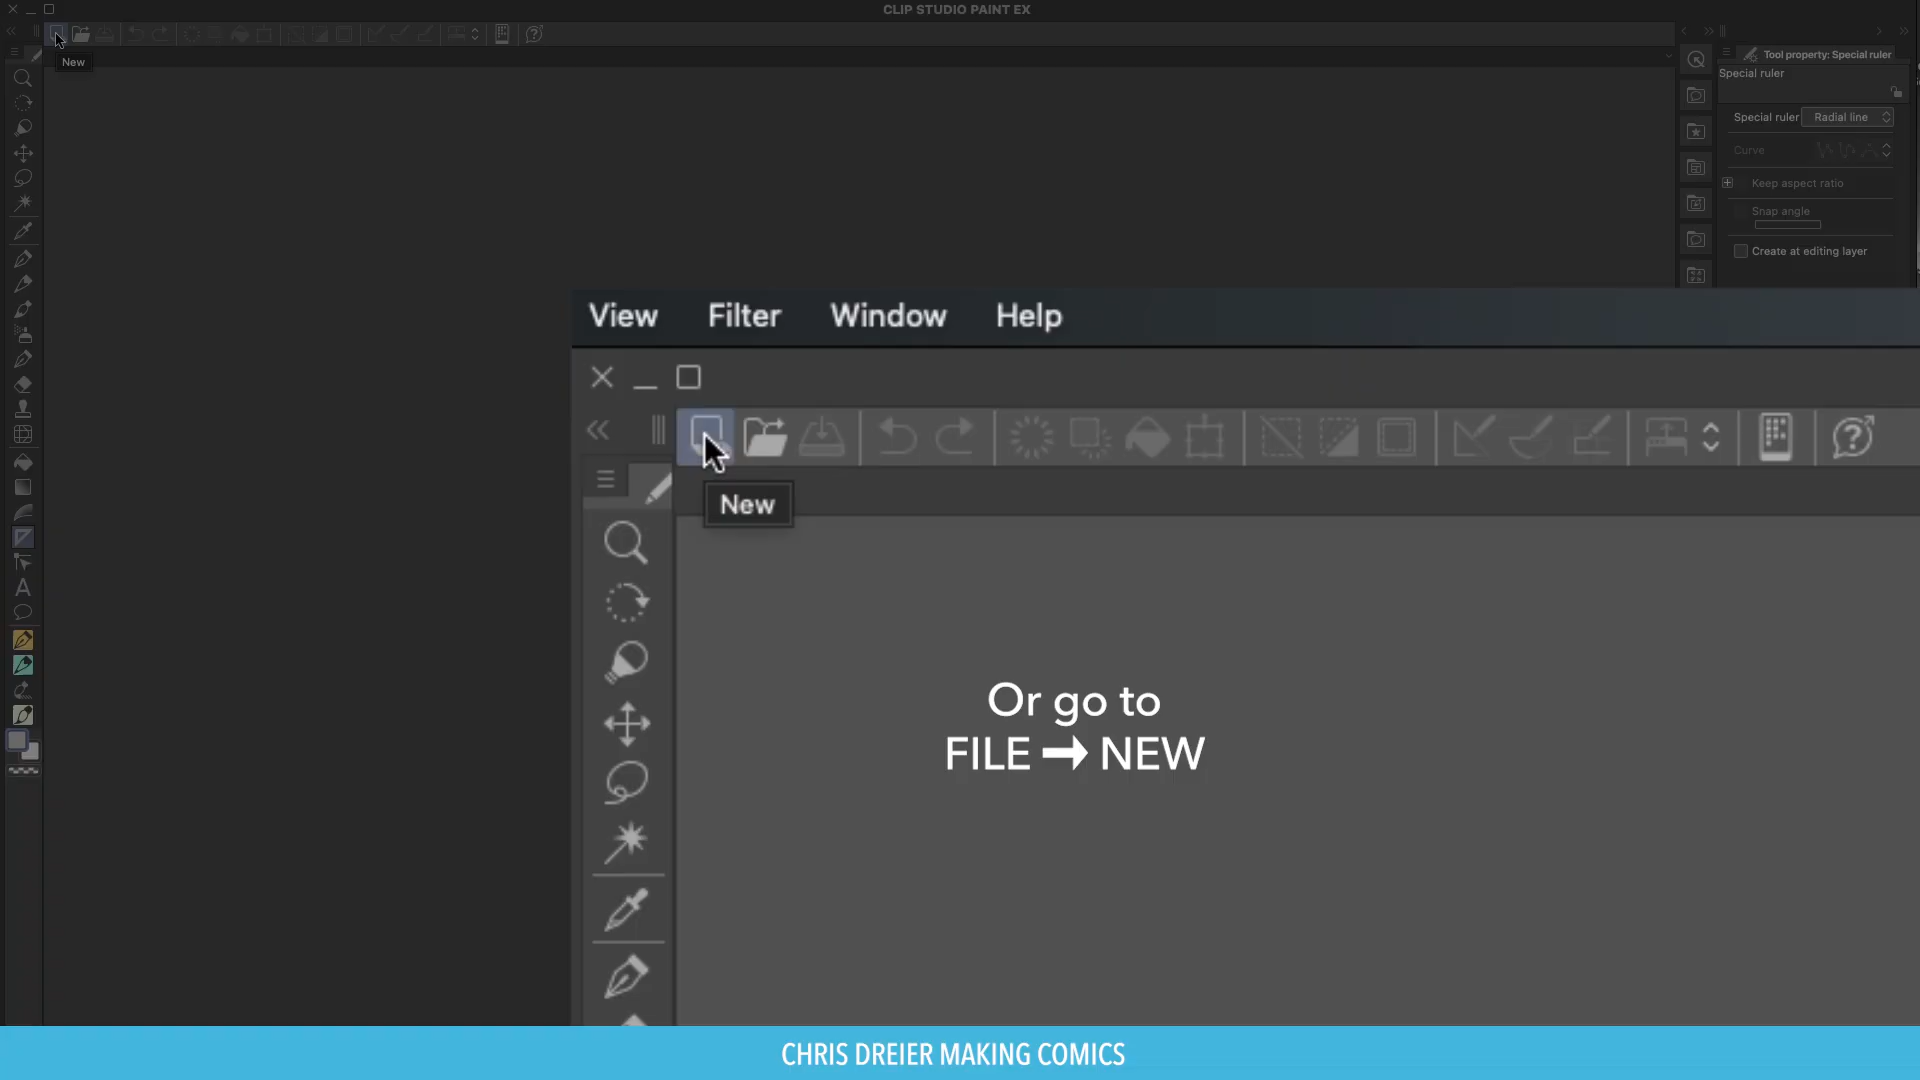 CLIP STUDIO PAINT EX
New
Tool property: Special ruler
Special ruler
Special ruler
Radial line
Curve
Keep aspect ratio
Snap angle
Create at editing layer
View Filter Window Help
New
Or go to
FILE ➡ NEW
CHRIS DREIER MAKING COMICS